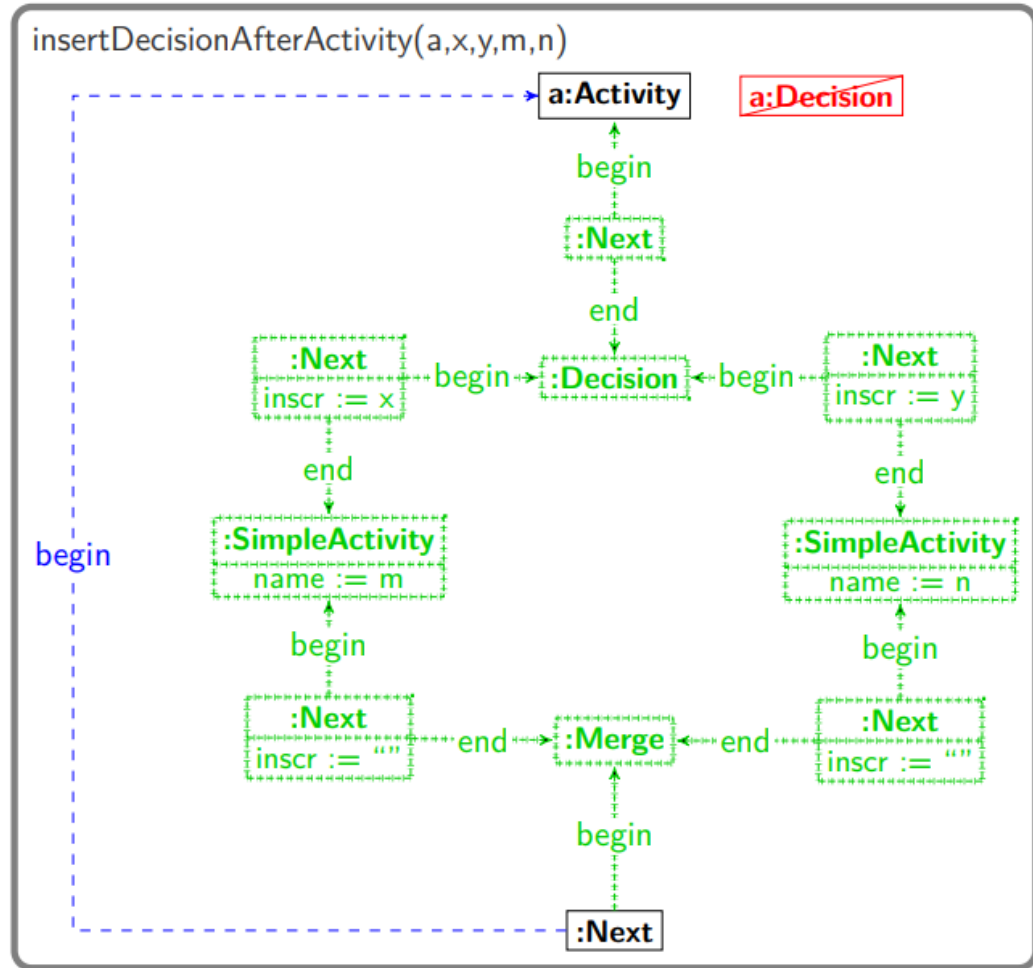 insertDecisionAfterActivity(a,x,y,m,n)
a:Activity
a:Decision
begin
:Next
end
:Next
inscr := x
begin
:Decision
begin
:Next
inscr := y
end
end
begin
:SimpleActivity
name := m
:SimpleActivity
name := n
begin
begin
:Next
inscr := “”
end
:Merge
end
:Next
inscr := “”
begin
:Next